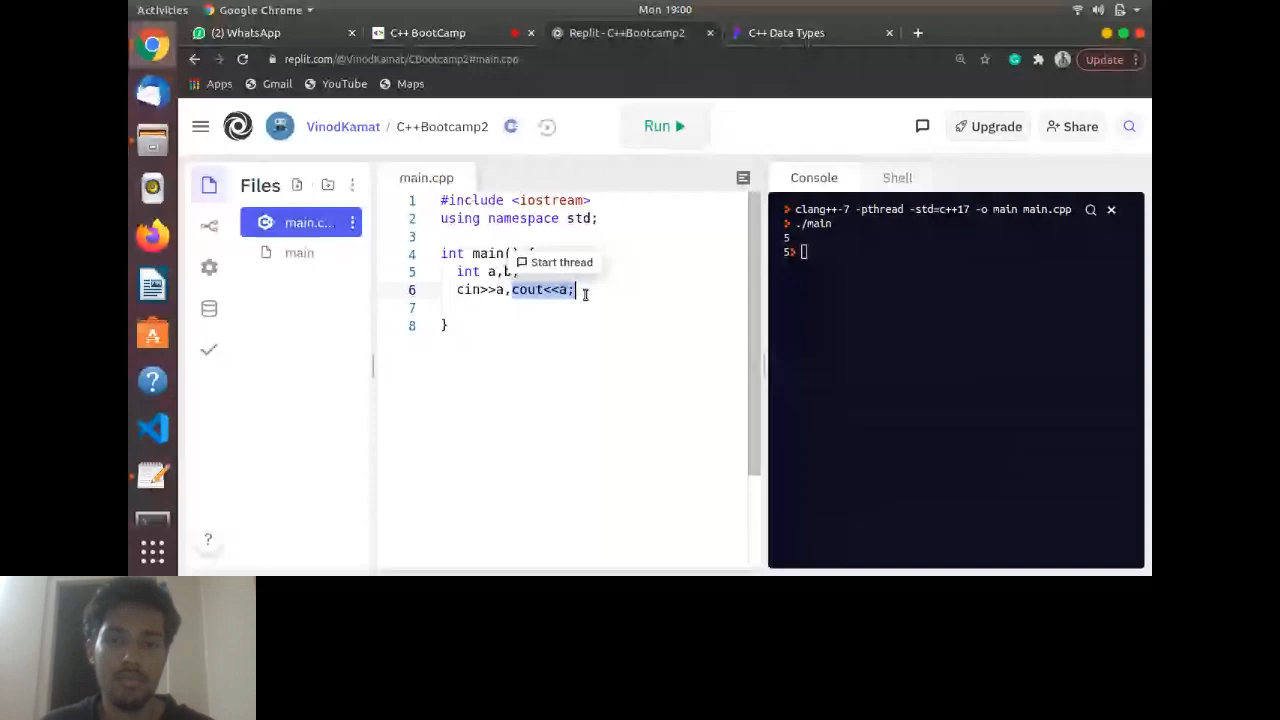 Activities Google Chrome Mon 19:00
(2) WhatsApp × C++ BootCamp × Replit - C++Bootcamp2 × C++ Data Types × +
replit.com/@VinodKamat/CBootcamp2#main.cpp Update
Apps Gmail YouTube Maps
VinodKamat / C++Bootcamp2 Run Upgrade Share
Files
main.c...
main
?
main.cpp
1 #include <iostream>
2 using namespace std;
3
4 int main() {
Start thread
5 int a,b;
6 cin>>a,cout<<a;
7
8 }
Console Shell
clang++-7 -pthread -std=c++17 -o main main.cpp
./main
5
5